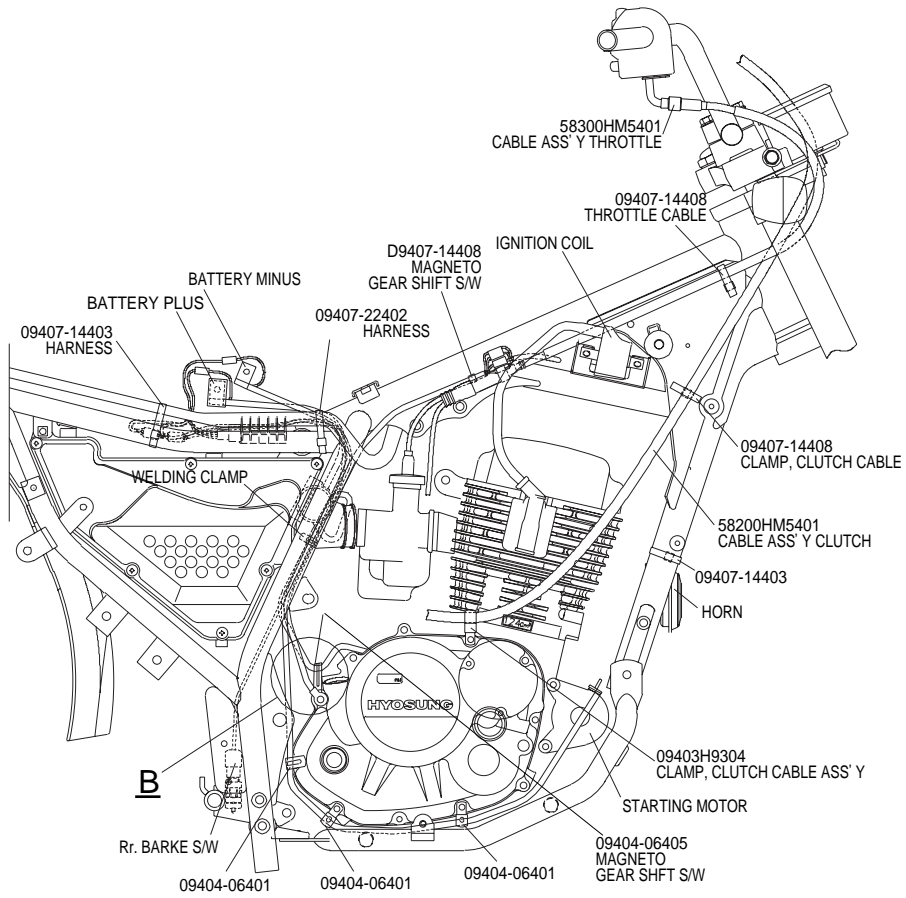 58300HM5401
CABLE ASS' Y THROTTLE
09407-14408
THROTTLE CABLE
IGNITION COIL
D9407-14408
MAGNETO
GEAR SHIFT S/W
BATTERY MINUS
BATTERY PLUS
09407-22402
HARNESS
09407-14403
HARNESS
WELDING CLAMP
09407-14408
CLAMP, CLUTCH CABLE
58200HM5401
CABLE ASS' Y CLUTCH
09407-14403
HORN
HYOSUNG
09403H9304
CLAMP, CLUTCH CABLE ASS' Y
B
STARTING MOTOR
Rr. BARKE S/W
09404-06405
MAGNETO
GEAR SHFT S/W
09404-06401
09404-06401
09404-06401